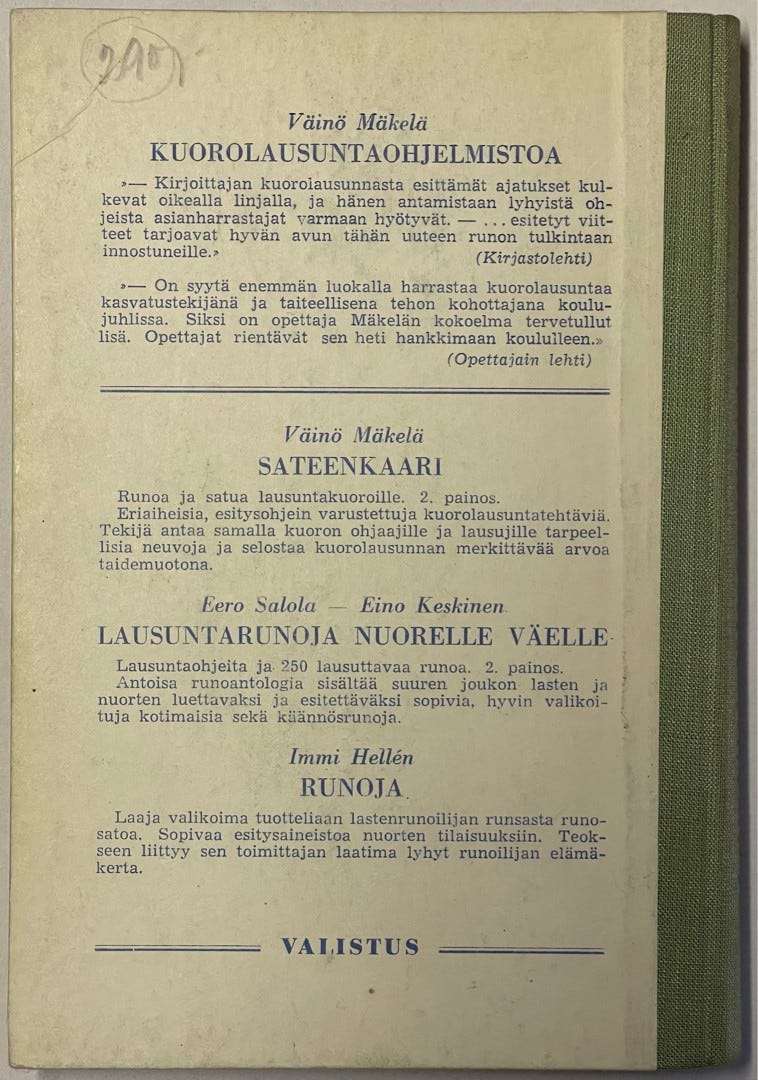 Väinö Mäkelä
KUOROLAUSUNTAOHJELMISTOA
»— Kirjoittajan kuorolausunnasta esittämät ajatukset kul-
kevat oikealla linjalla, ja hänen antamistaan lyhyistä oh-
jeista asianharrastajat varmaan hyötyvät. — ... esitetyt viit-
teet tarjoavat hyvän avun tähän uuteen runon tulkintaan
innostuneille.» (Kirjastolehti)
»— On syytä enemmän luokalla harrastaa kuorolausuntaa
kasvatustekijänä ja taiteellisena tehon kohottajana koulu-
juhlissa. Siksi on opettaja Mäkelän kokoelma tervetullut
lisä. Opettajat rientävät sen heti hankkimaan koululleen.»
(Opettajain lehti)
Väinö Mäkelä
SATEENKAARI
Runoa ja satua lausuntakuoroille. 2. painos.
Eriaiheisia, esitysohjein varustettuja kuorolausuntatehtäviä.
Tekijä antaa samalla kuoron ohjaajille ja lausujille tarpeel-
lisia neuvoja ja selostaa kuorolausunnan merkittävää arvoa
taidemuotona.
Eero Salola — Eino Keskinen
LAUSUNTARUNOJA NUORELLE VÄELLE
Lausuntaohjeita ja 250 lausuttavaa runoa. 2. painos.
Antoisa runoantologia sisältää suuren joukon lasten ja
nuorten luettavaksi ja esitettäväksi sopivia, hyvin valikoi-
tuja kotimaisia sekä käännösrunoja.
Immi Hellén
RUNOJA
Laaja valikoima tuotteliaan lastenrunoilijan runsasta runo-
satoa. Sopivaa esitysaineistoa nuorten tilaisuuksiin. Teok-
seen liittyy sen toimittajan laatima lyhyt runoilijan elämä-
kerta.
VALISTUS